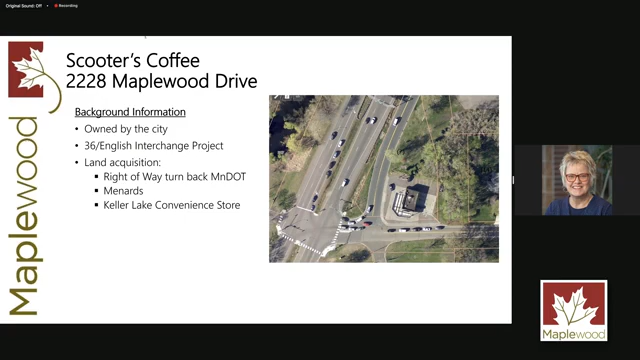 Original Sound: Off
Recording
Scooter's Coffee
2228 Maplewood Drive
Background Information
• Owned by the city
• 36/English Interchange Project
• Land acquisition:
▪ Right of Way turn back MnDOT
▪ Menards
▪ Keller Lake Convenience Store
Maplewood
Maplewood